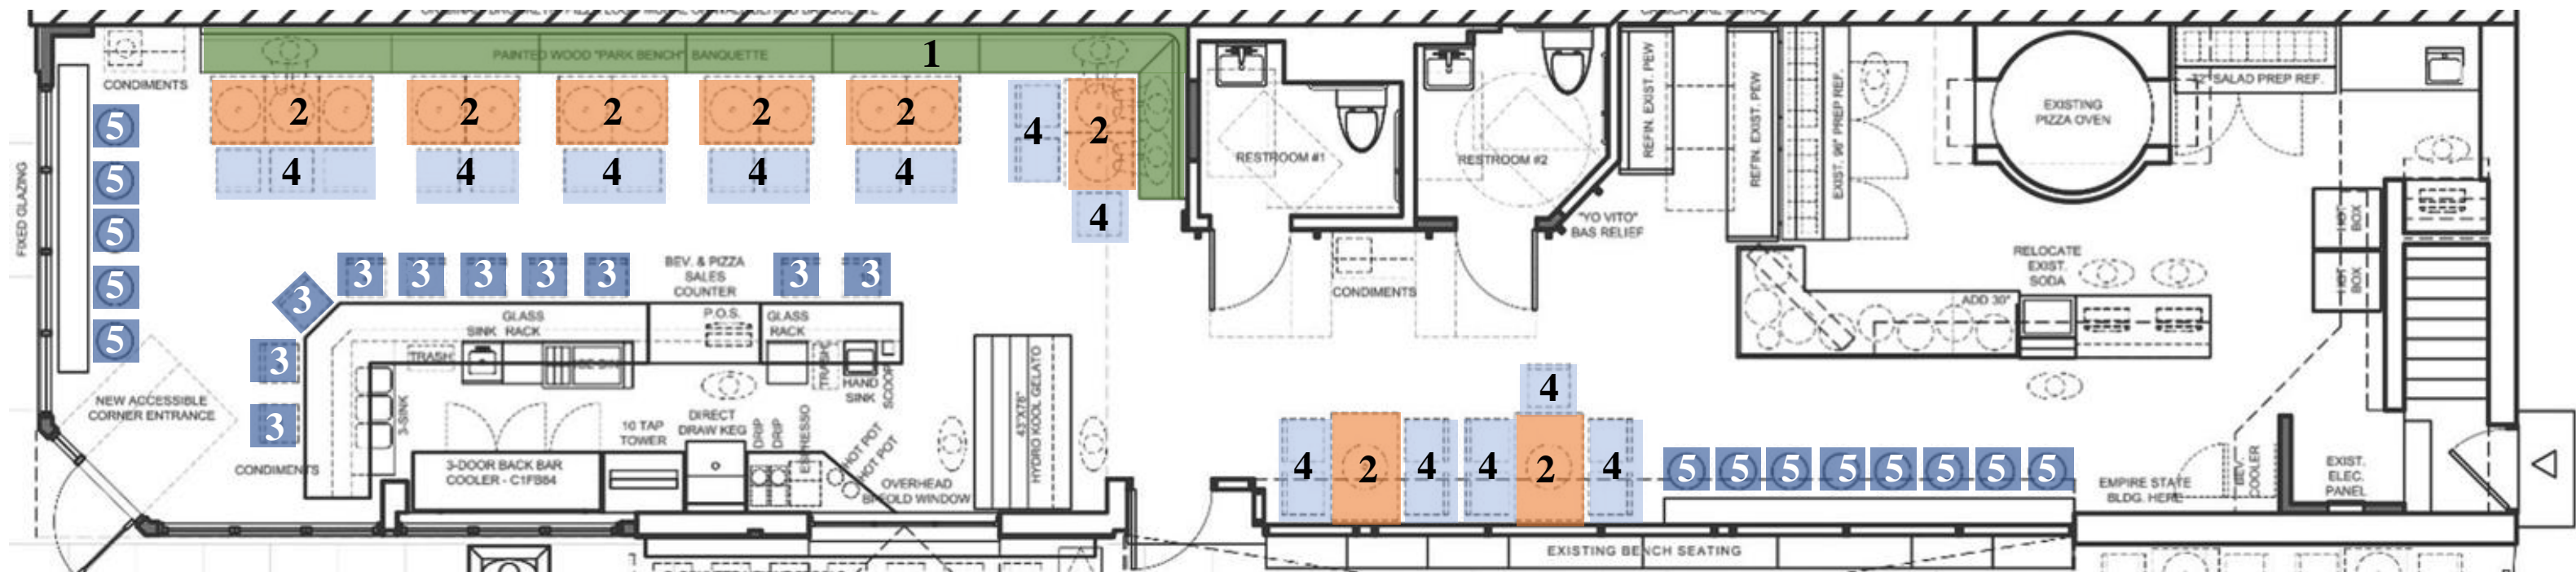 PAINTED WOOD "PARK BENCH" BANQUETTE
1
CONDIMENTS
2
2
2
2
2
2
4
4
4
4
4
4
4
5
5
5
5
5
FIXED GLAZING
RESTROOM #1
RESTROOM #2
REFIN. EXIST. PEW
REFIN. EXIST. PEW
EXIST. 96" PREP REF.
EXISTING
PIZZA OVEN
72" SALAD PREP REF.
"YO VITO"
BAS RELIEF
HOT
BOX
HOT
BOX
CONDIMENTS
RELOCATE
EXIST.
SODA
ADD 30"
3
3
3
3
3
3
3
3
3
3
BEV. & PIZZA
SALES
COUNTER
GLASS
RACK
SINK
P.O.S.
GLASS
RACK
TRASH
TRASH
HAND
SINK
SCOOP
NEW ACCESSIBLE
CORNER ENTRANCE
3-SINK
CONDIMENTS
3-DOOR BACK BAR
COOLER - C1FB84
10 TAP
TOWER
DIRECT
DRAW KEG
DRIP
DRIP
ESPRESSO
HOT POT
HOT POT
OVERHEAD
BIFOLD WINDOW
HYDRO KOOL GELATO
4
4
2
4
4
2
4
5
5
5
5
5
5
5
5
EMPIRE STATE
BLDG. HERE
BEV.
COOLER
EXIST.
ELEC.
PANEL
EXISTING BENCH SEATING